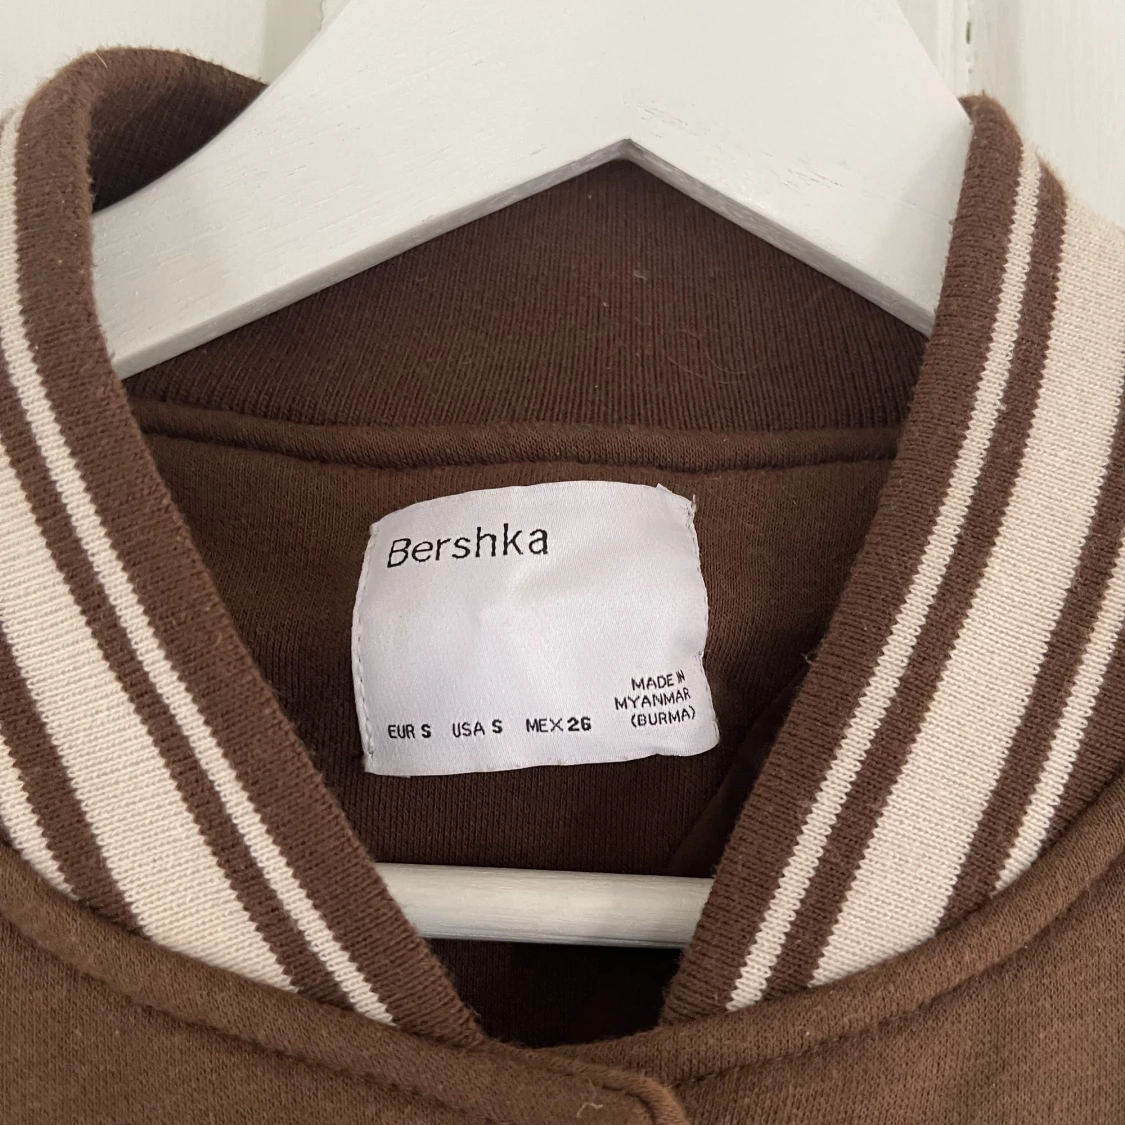 Bershka
MADE IN
MYANMAR
(BURMA)
EUR S USA S MEX 26